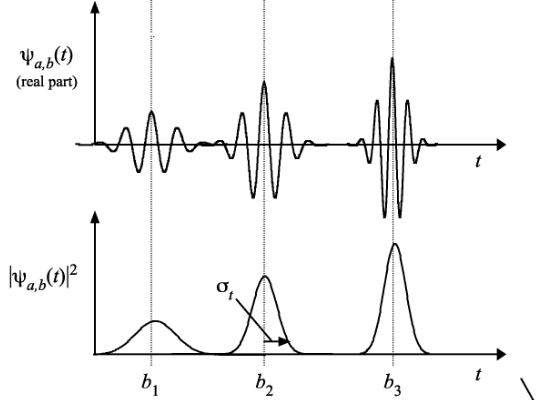 ψa,b(t)
(real part)
t
|ψa,b(t)|²
σt
t
b1
b2
b3